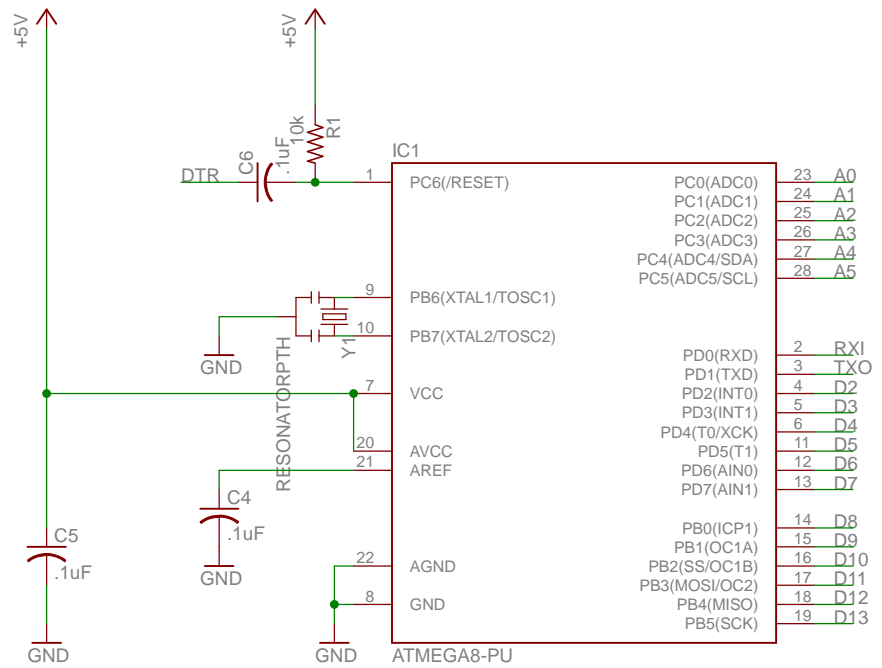 +5V
+5V
10k
R1
C6
.1uF
DTR
IC1
1
PC6(/RESET)
PC0(ADC0)
23
A0
PC1(ADC1)
24
A1
PC2(ADC2)
25
A2
PC3(ADC3)
26
A3
PC4(ADC4/SDA)
27
A4
PC5(ADC5/SCL)
28
A5
9
PB6(XTAL1/TOSC1)
10
PB7(XTAL2/TOSC2)
Y1
RESONATORPTH
GND
PD0(RXD)
2
RXI
PD1(TXD)
3
TXO
7
VCC
PD2(INT0)
4
D2
PD3(INT1)
5
D3
PD4(T0/XCK)
6
D4
20
AVCC
PD5(T1)
11
D5
21
AREF
PD6(AIN0)
12
D6
PD7(AIN1)
13
D7
C4
.1uF
GND
C5
.1uF
GND
PB0(ICP1)
14
D8
PB1(OC1A)
15
D9
22
AGND
PB2(SS/OC1B)
16
D10
PB3(MOSI/OC2)
17
D11
8
GND
PB4(MISO)
18
D12
PB5(SCK)
19
D13
GND
ATMEGA8-PU